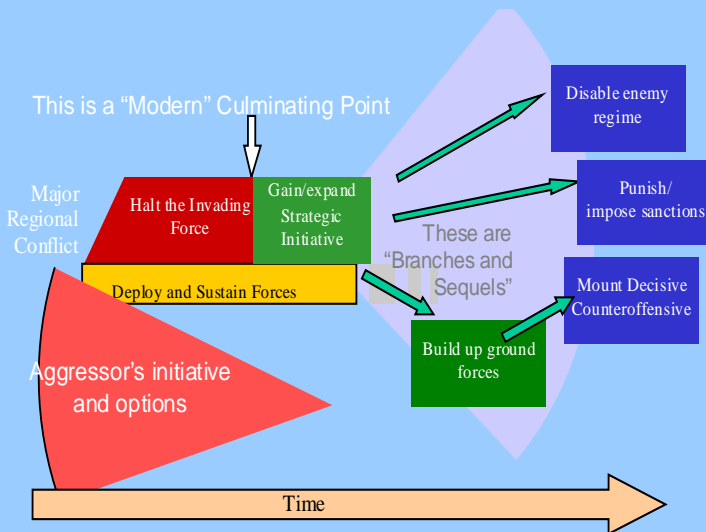 This is a “Modern” Culminating Point
Disable enemy
regime
Major
Regional
Conflict
Halt the Invading
Force
Gain/expand
Strategic
Initiative
Punish/
impose sanctions
These are
“Branches and
Sequels”
Deploy and Sustain Forces
Mount Decisive
Counteroffensive
Build up ground
forces
Aggressor’s initiative
and options
Time